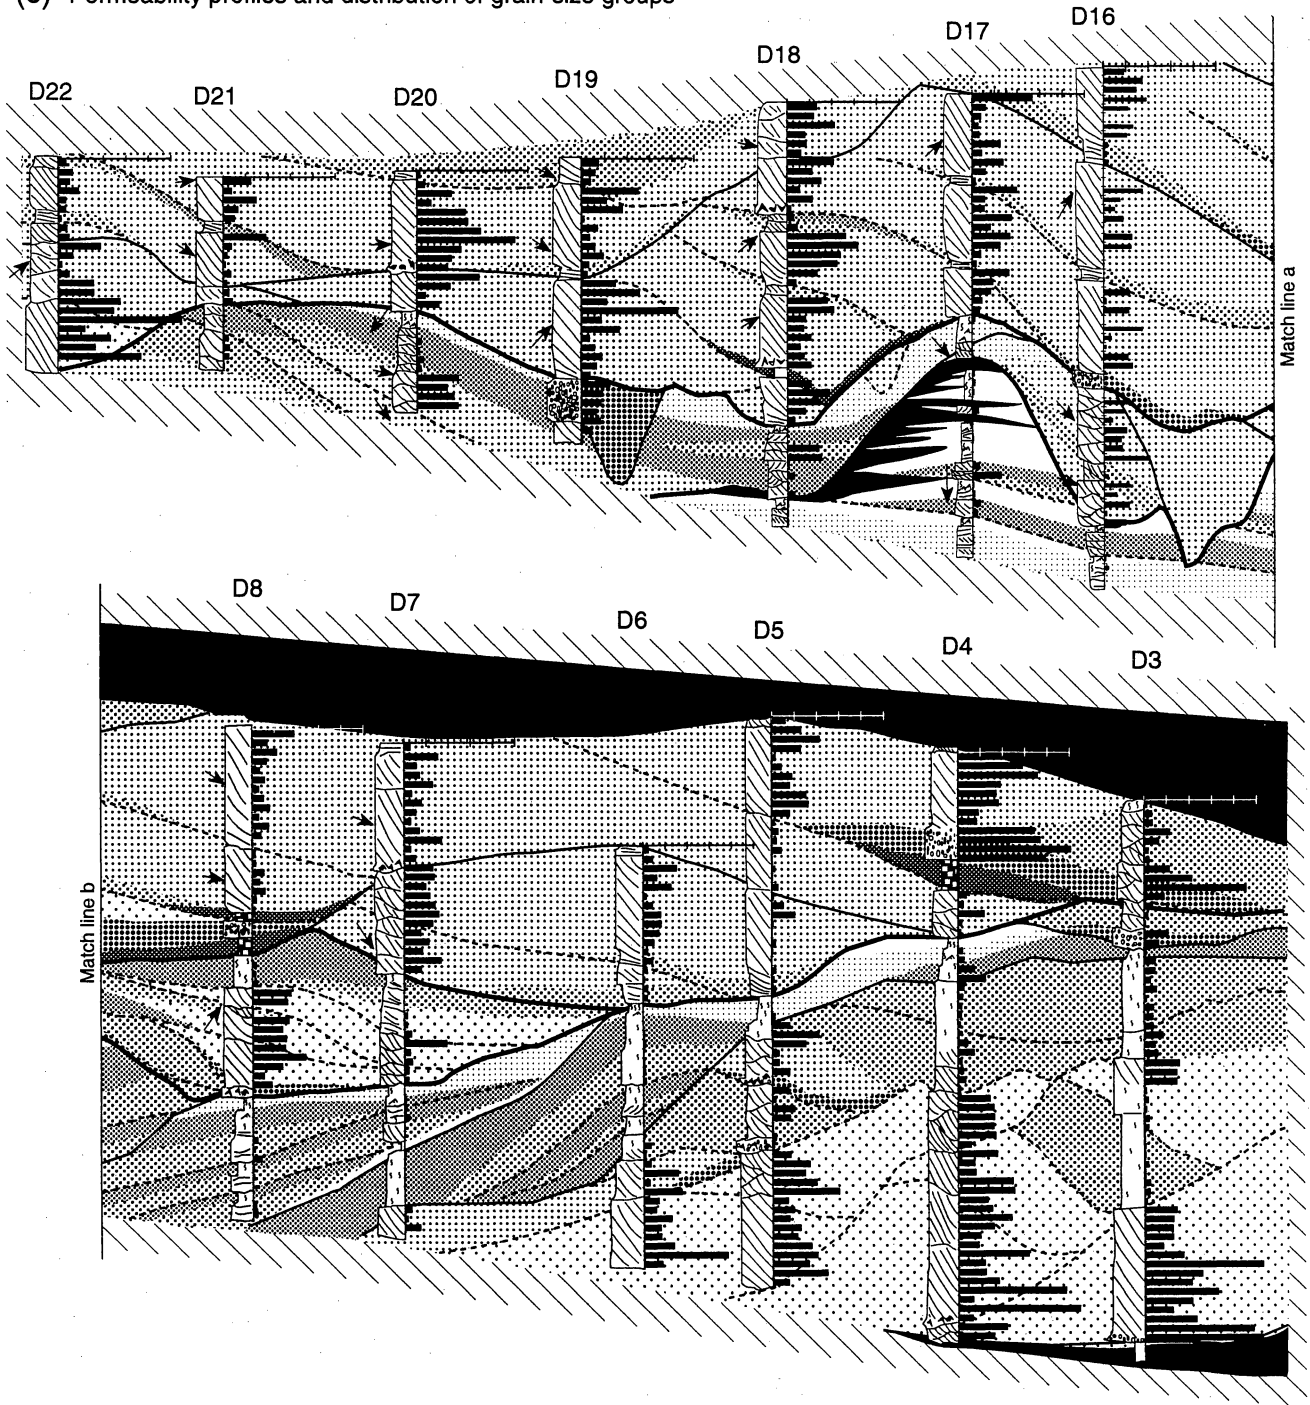 Permeability profiles and distribution of grain-size groups
D16
D17
D18
D19
D22
D21
D20
Match line a
D8
D7
D6
D5
D4
D3
Match line b